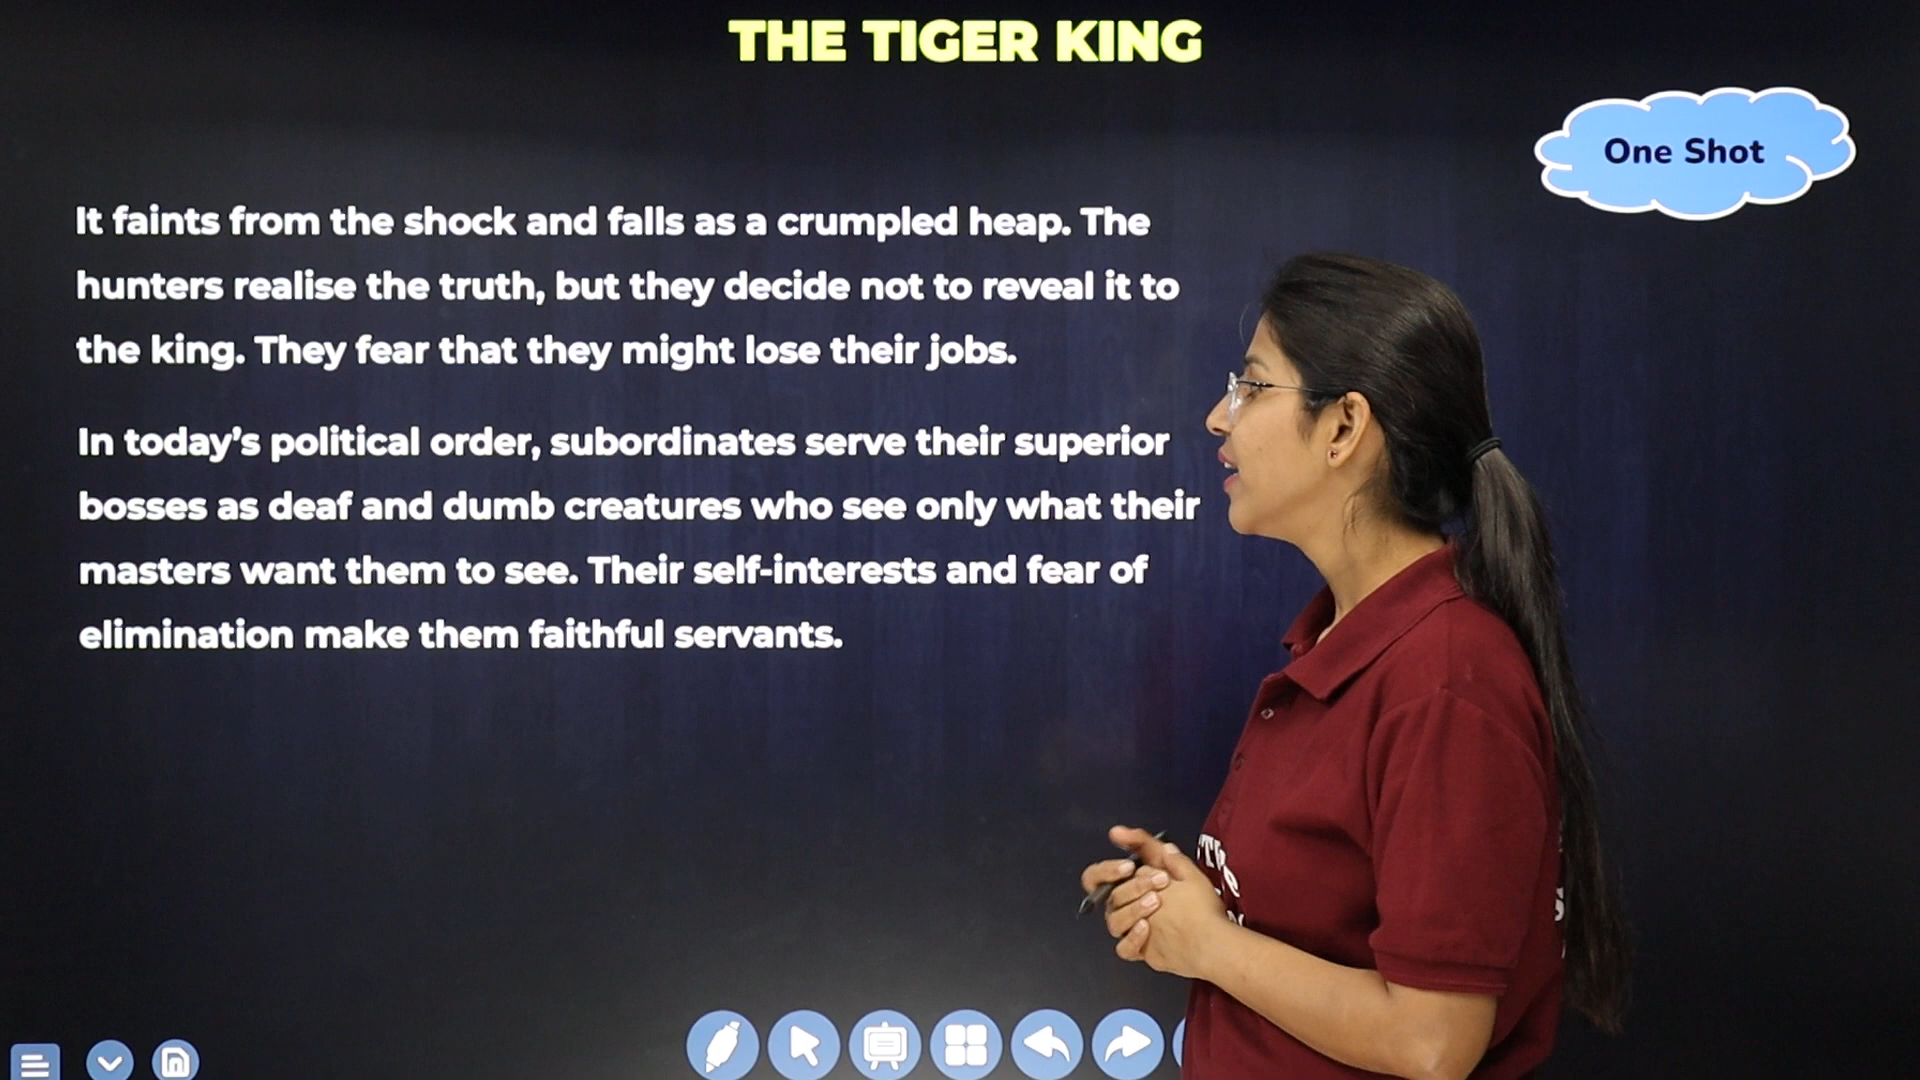 THE TIGER KING
One Shot
It faints from the shock and falls as a crumpled heap. The
hunters realise the truth, but they decide not to reveal it to
the king. They fear that they might lose their jobs.
In today’s political order, subordinates serve their superior
bosses as deaf and dumb creatures who see only what their
masters want them to see. Their self-interests and fear of
elimination make them faithful servants.